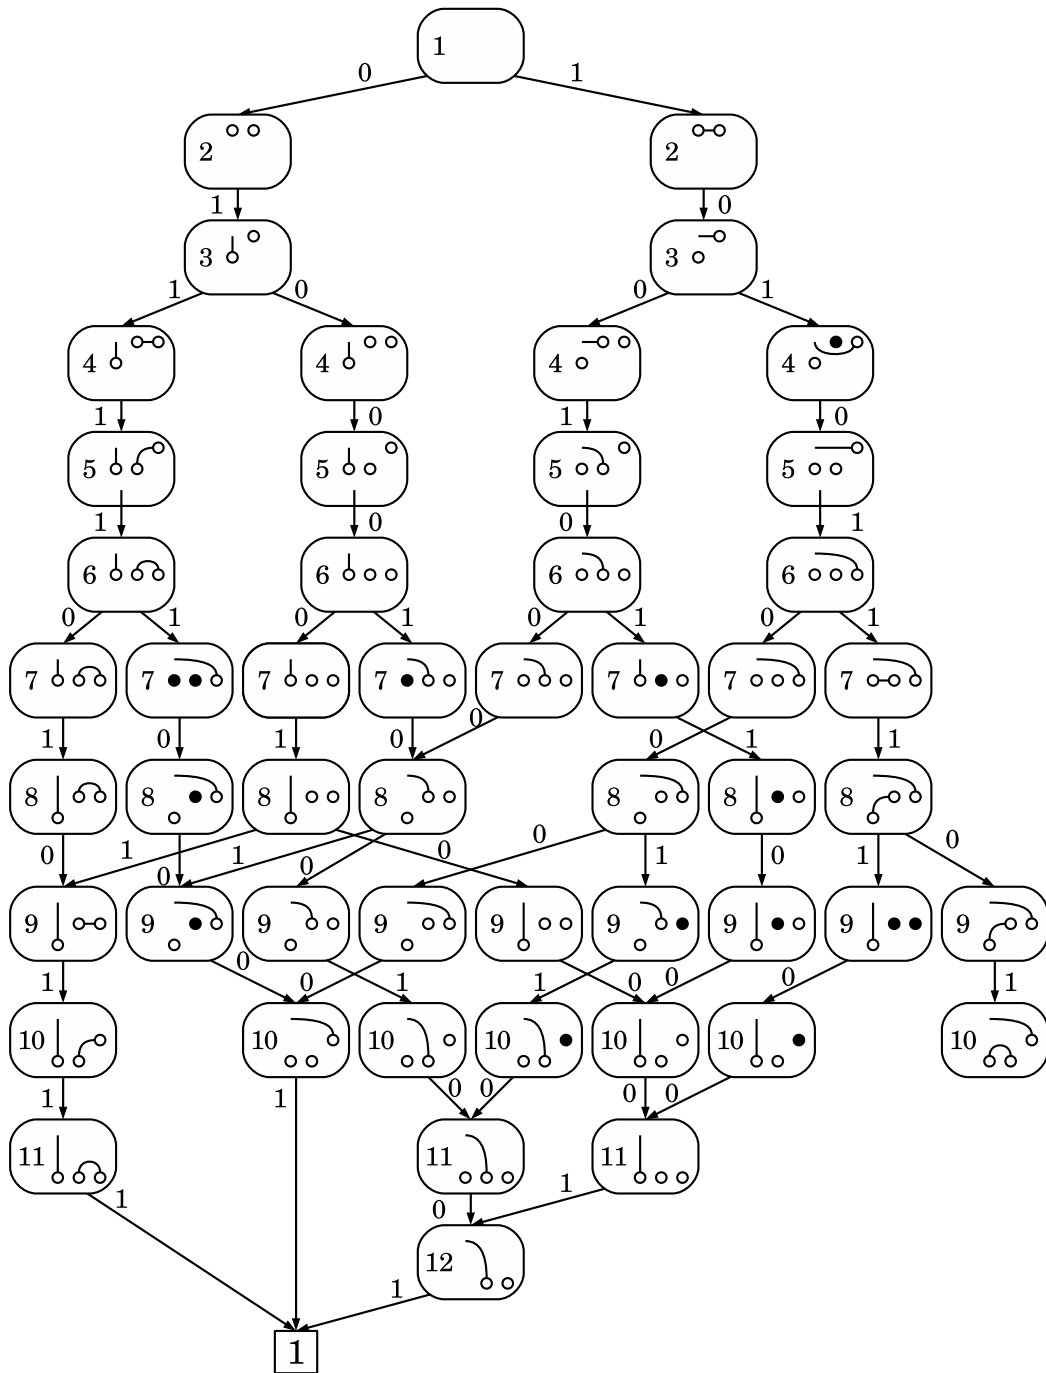 1
0 1
2 2
1 0
3 3
1 0 0 1
4 4 4 4
1 0 1 0
5 5 5 5
1 0 0 1
6 6 6 6
0 1 0 1 0 1 0 1
7 7 7 7 7 7 7 7
1 0 1 0 0 0 1 1
8 8 8 8 8 8 8
0 1 0 1 0 0 0 1 0 1 0
9 9 9 9 9 9 9 9 9
1 0 0 1 1 0 0 0 1
10 10 10 10 10 10 10
1 1 0 0 0 0
11 11 11
1 0 1
12
1
1